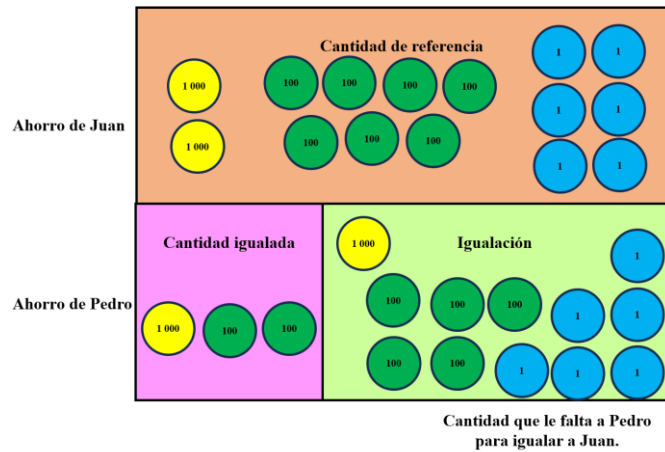 Cantidad de referencia
1 1
1 000 100 100 100 100
1 1
Ahorro de Juan
100 100 100
1 000
1 1
Cantidad igualada
Igualación
1 000
1
100 100 100
1 1
Ahorro de Pedro
1 000 100 100
100 100 1 1 1
Cantidad que le falta a Pedro
para igualar a Juan.